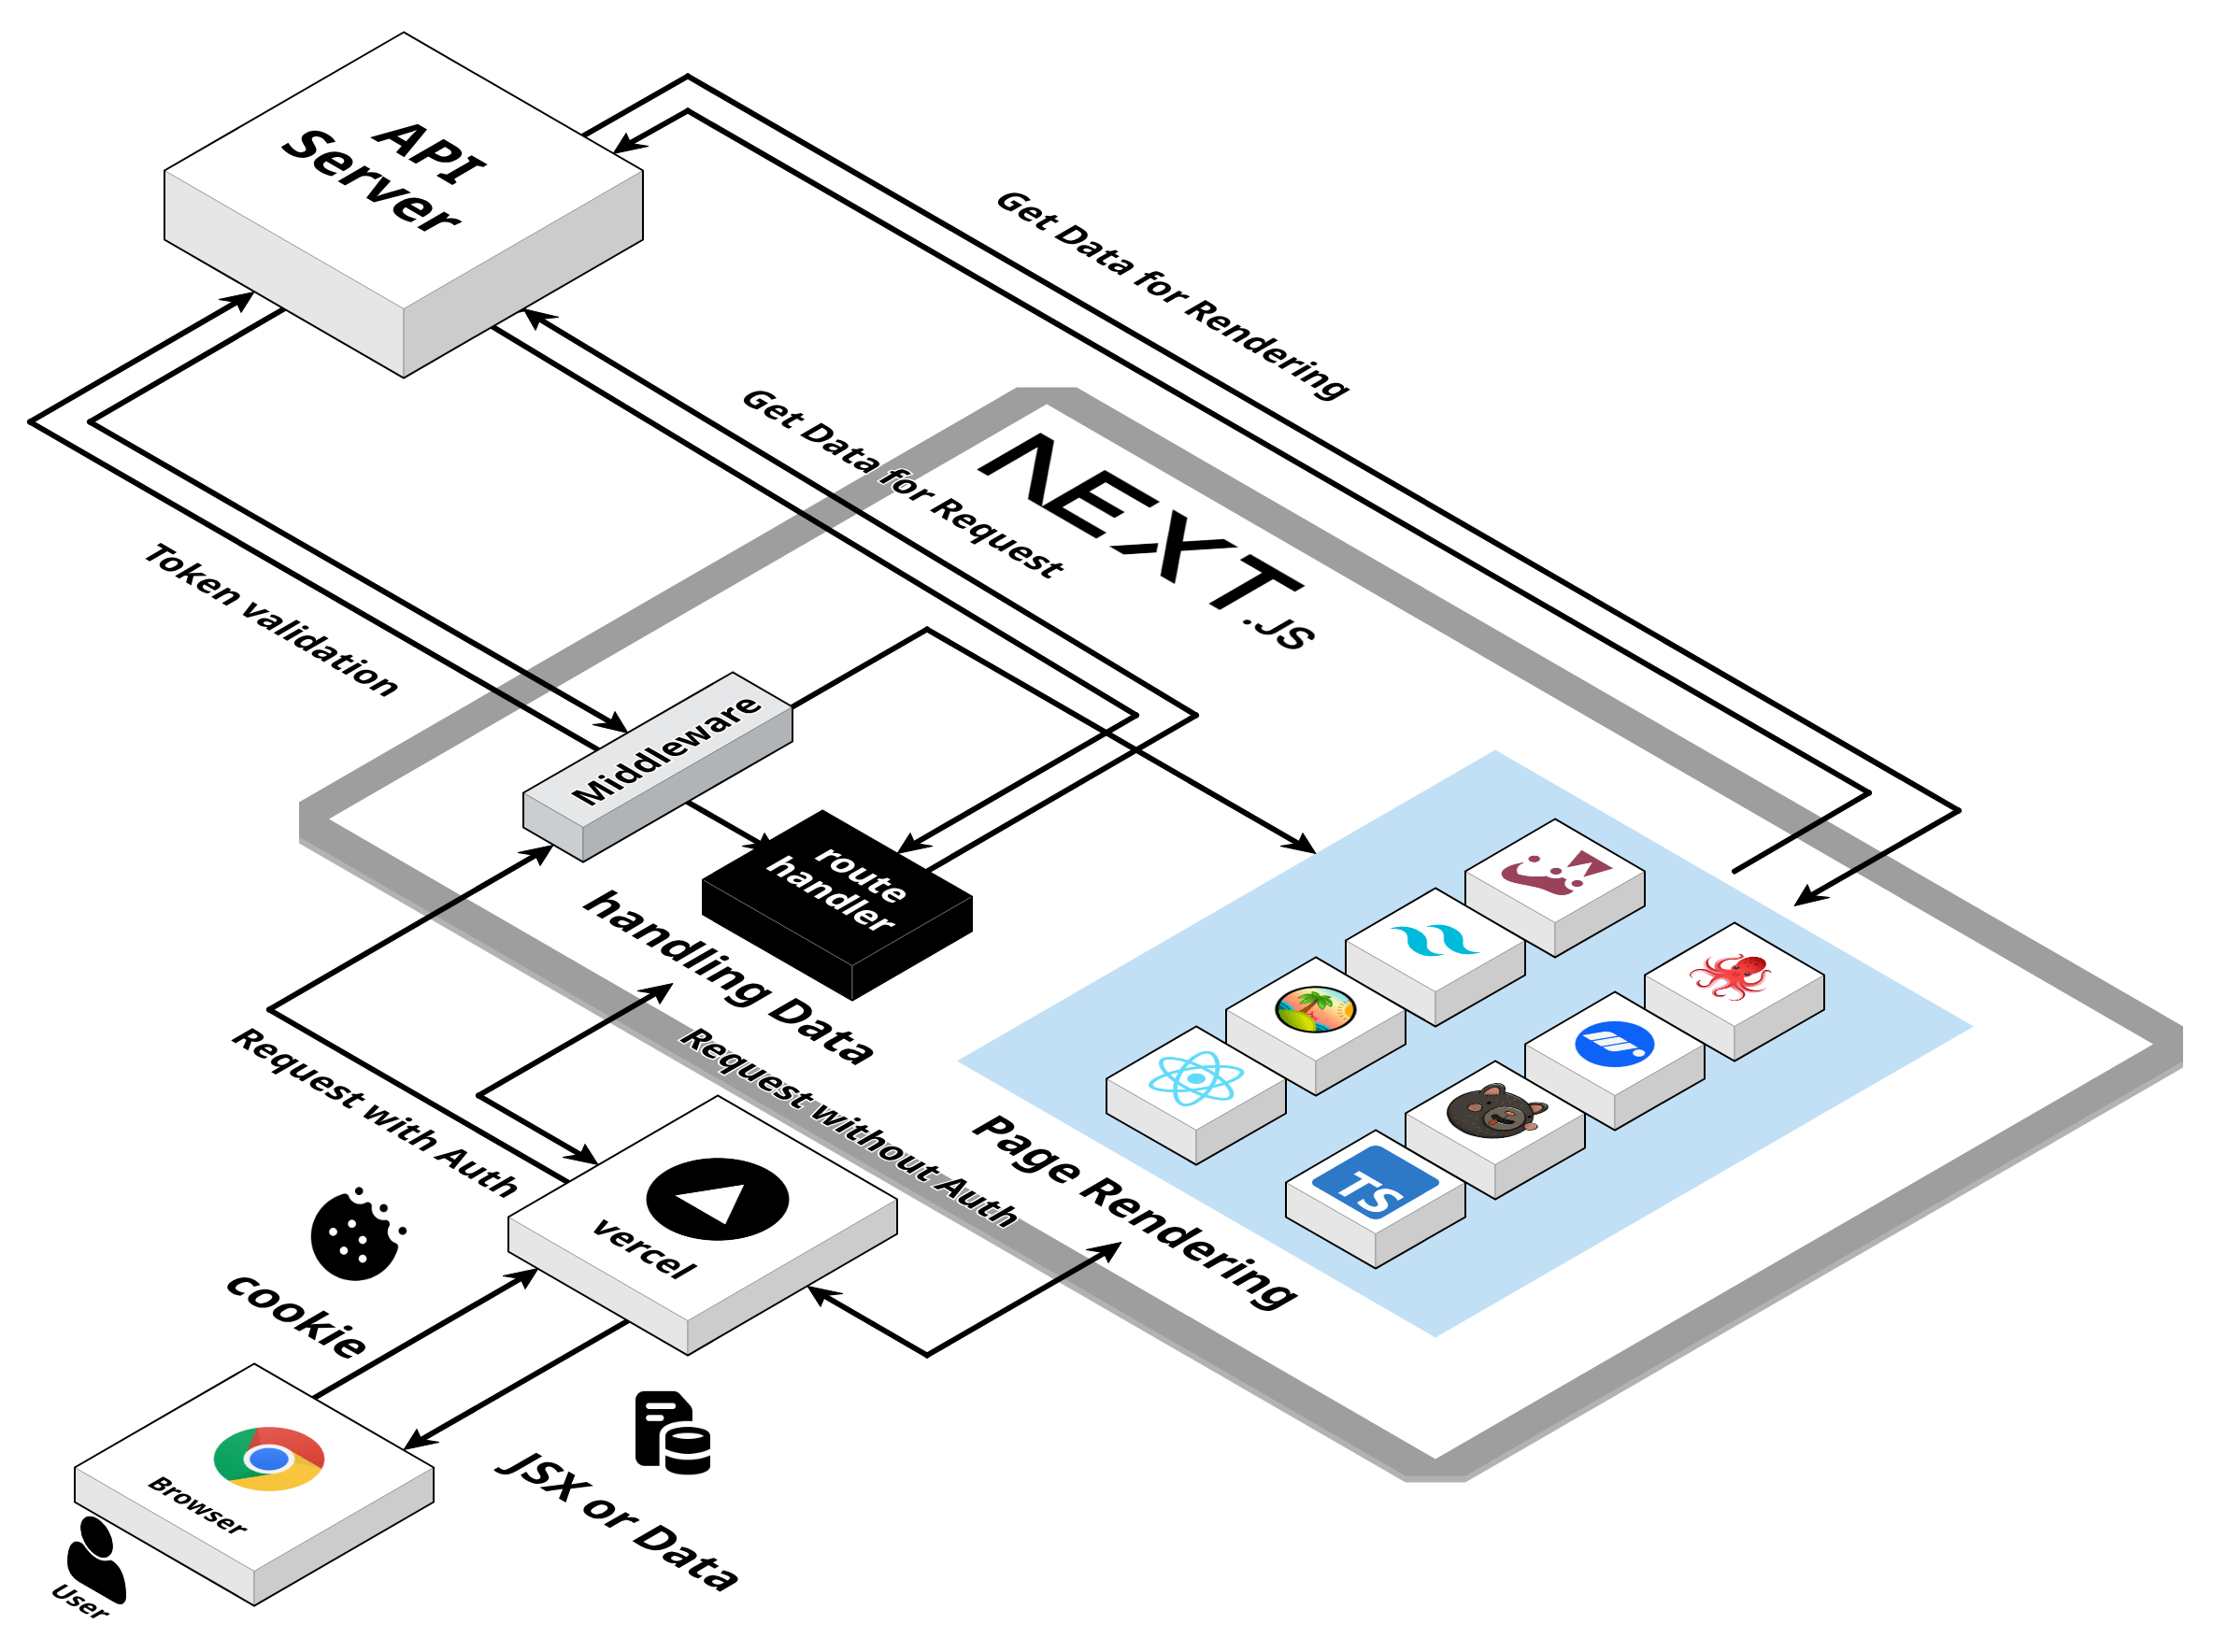 API
Server
Get Data for Rendering
Get Data for Request
NEXT.JS
Token validation
Middleware
route
handler
handling Data
Request with Auth
Request without Auth
Page Rendering
TS
vercel
cookie
Browser
User
JSX or Data